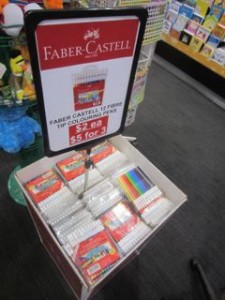 FABER-CASTELL
FABER CASTELL 12 FIBRE
TIP COLOURING PENS
$2 ea
$5 for 3